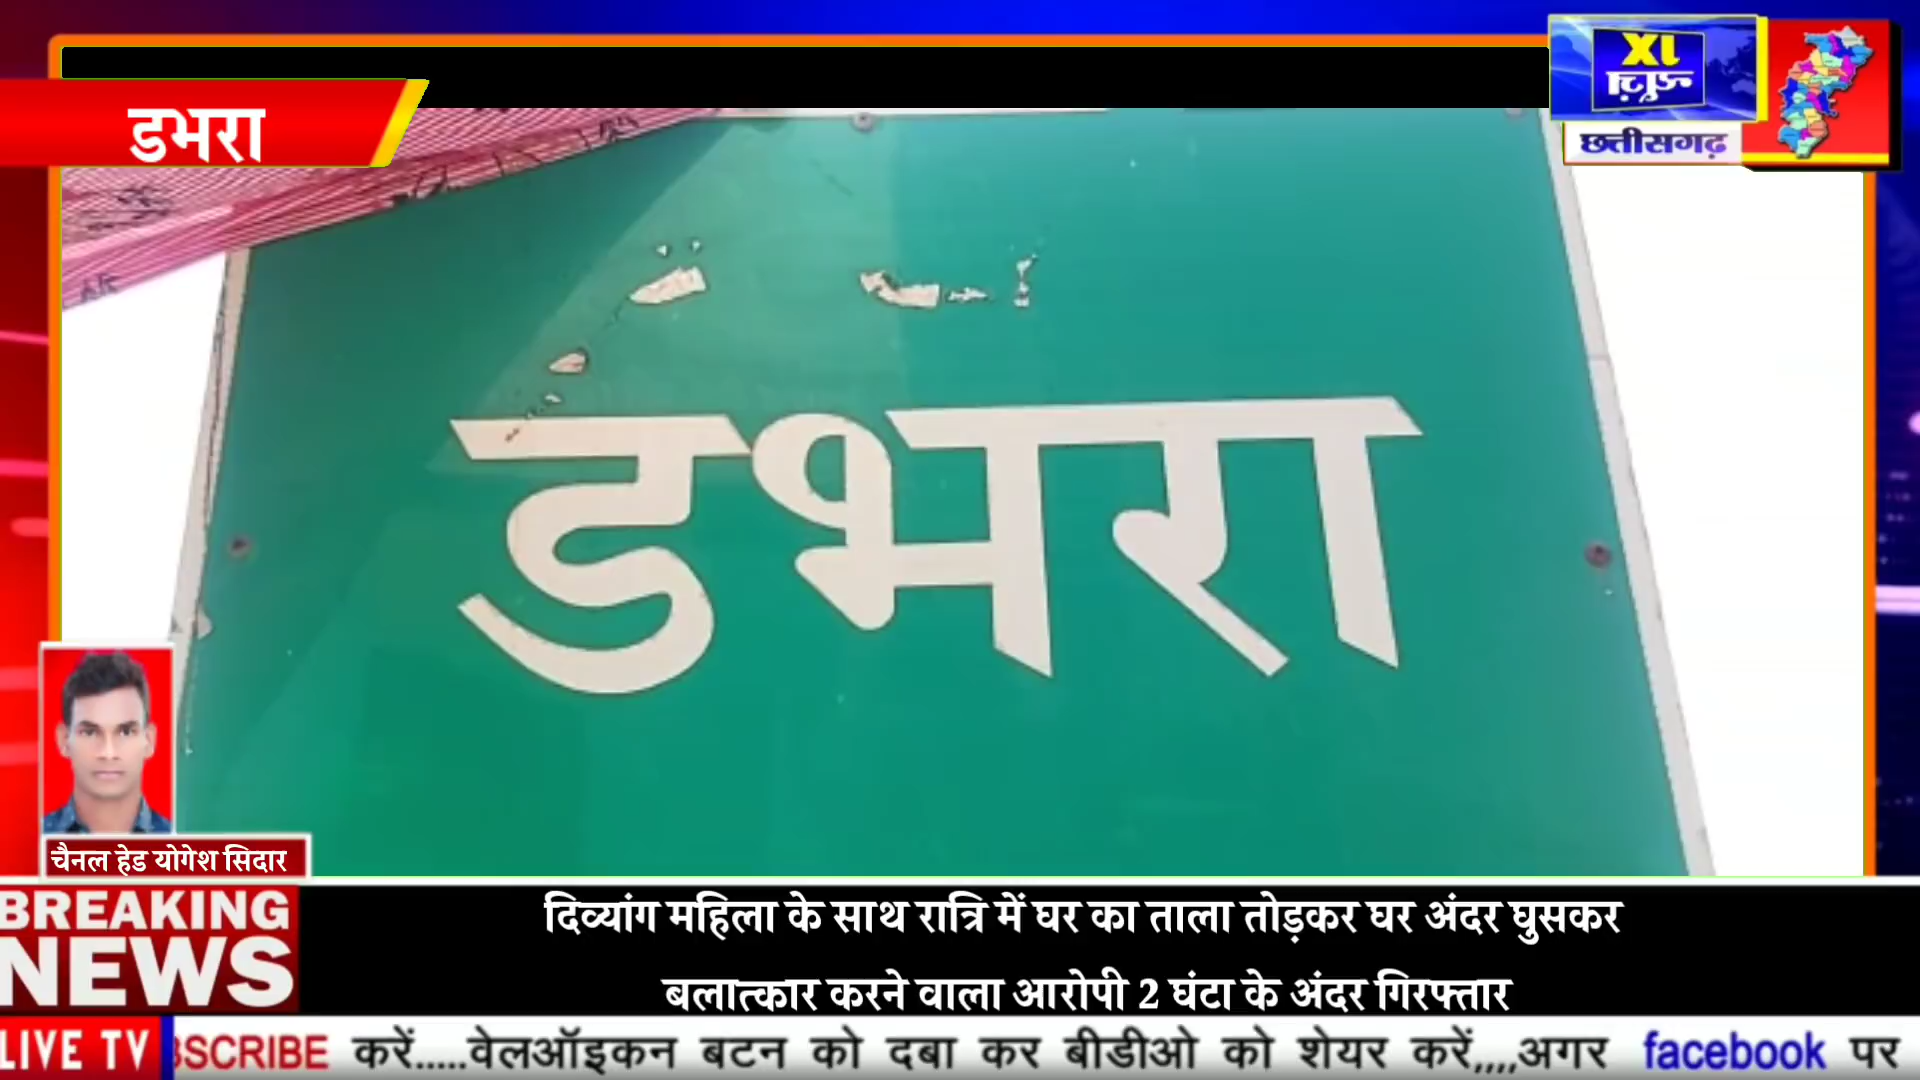 डभरा
XL
न्यूज़
छत्तीसगढ़
डभरा
चैनल हेड योगेश सिदार
BREAKING
NEWS
दिव्यांग महिला के साथ रात्रि में घर का ताला तोड़कर घर अंदर घुसकर
बलात्कार करने वाला आरोपी 2 घंटा के अंदर गिरफ्तार
LIVE TV
BSCRIBE करें.....वेलऑइकन बटन को दबा कर बीडीओ को शेयर करें,,,,अगर facebook पर